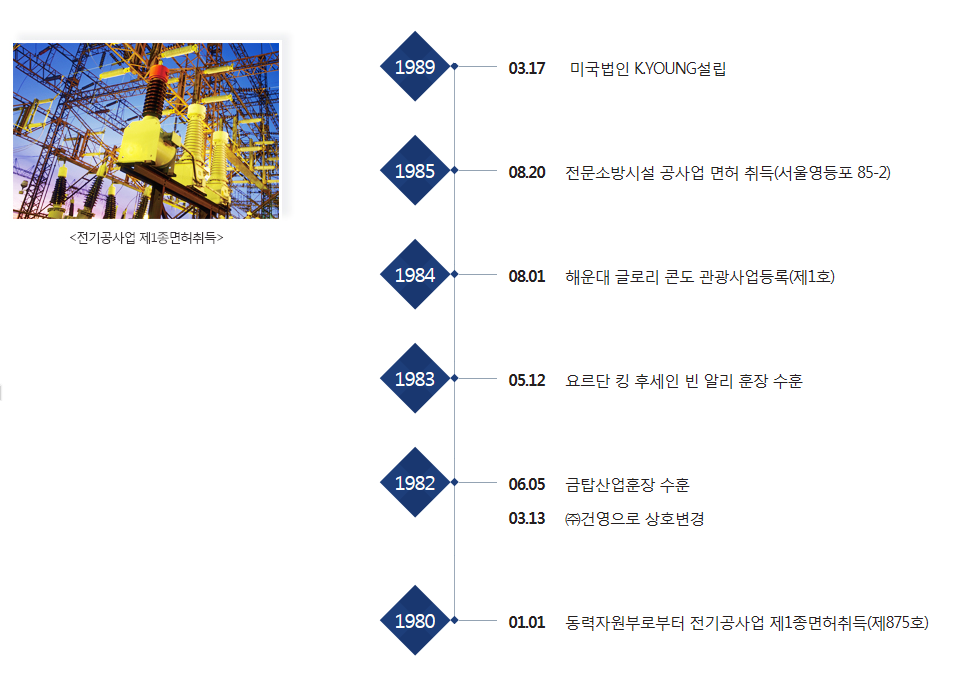 <전기공사업 제1종면허취득>
1989 03.17 미국법인 K.YOUNG설립
1985 08.20 전문소방시설 공사업 면허 취득(서울영등포 85-2)
1984 08.01 해운대 글로리 콘도 관광사업등록(제1호)
1983 05.12 요르단 킹 후세인 빈 알리 훈장 수훈
1982 06.05 금탑산업훈장 수훈
03.13 ㈜건영으로 상호변경
1980 01.01 동력자원부로부터 전기공사업 제1종면허취득(제875호)